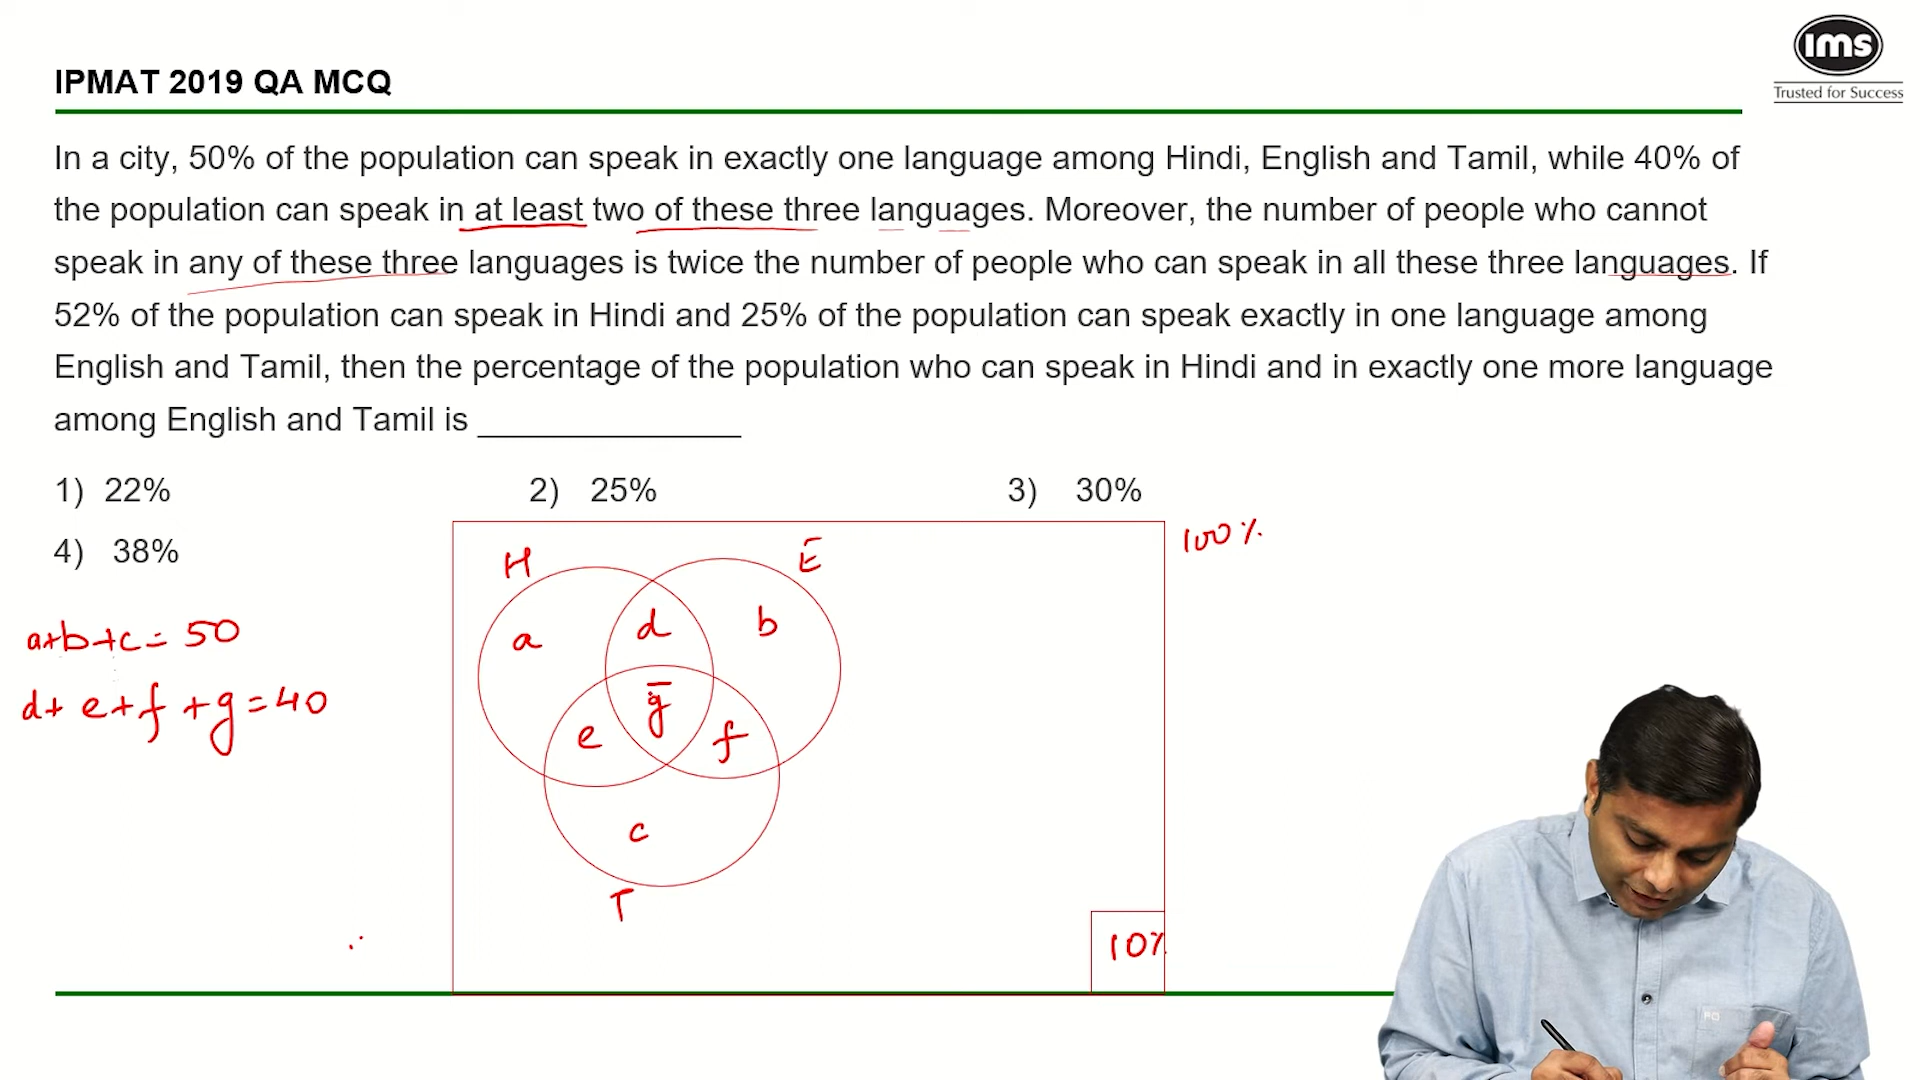 ims
Trusted for Success
IPMAT 2019 QA MCQ
In a city, 50% of the population can speak in exactly one language among Hindi, English and Tamil, while 40% of
the population can speak in at least two of these three languages. Moreover, the number of people who cannot
speak in any of these three languages is twice the number of people who can speak in all these three languages. If
52% of the population can speak in Hindi and 25% of the population can speak exactly in one language among
English and Tamil, then the percentage of the population who can speak in Hindi and in exactly one more language
among English and Tamil is _______________
1) 22% 2) 25% 3) 30%
4) 38%
100%
H E
a d b
a+b+c= 50
g
d+ e+f +g=40
e f
c
T
10%